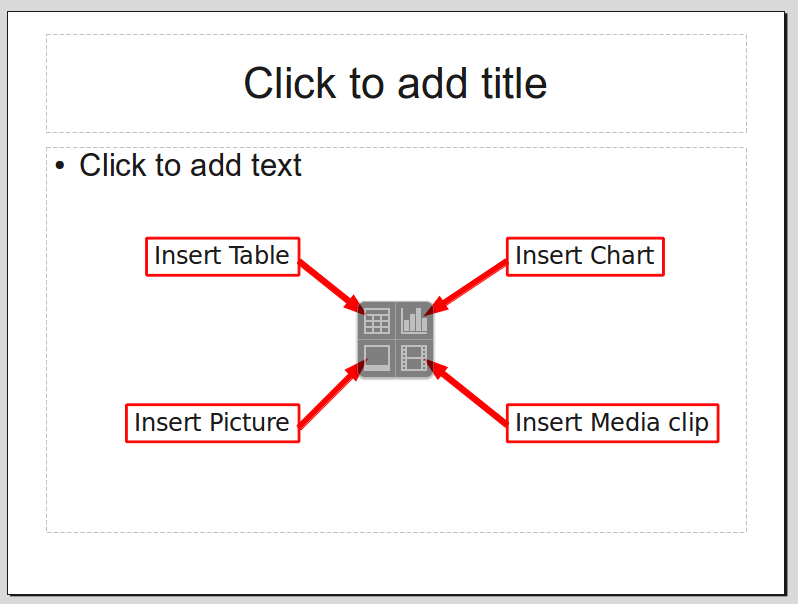 Click to add title
• Click to add text
Insert Table
Insert Chart
Insert Picture
Insert Media clip